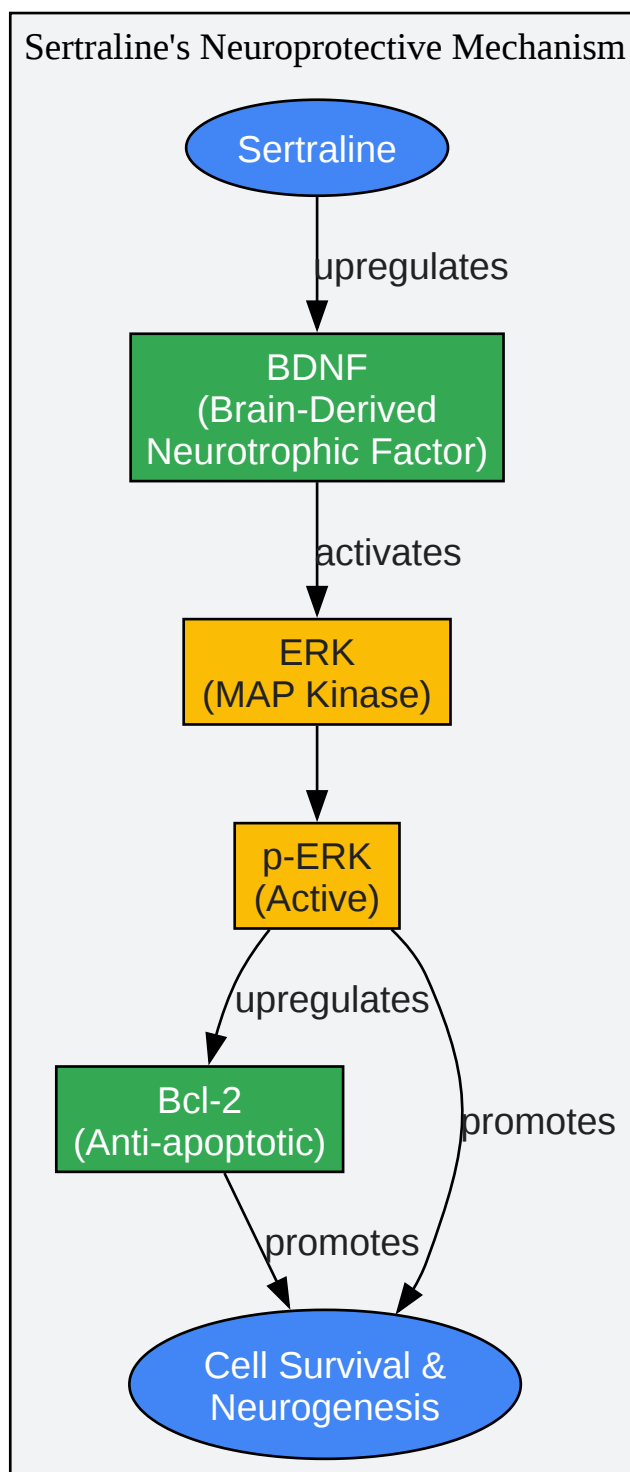 Sertraline's Neuroprotective Mechanism
Sertraline
upregulates
BDNF
(Brain-Derived
Neurotrophic Factor)
activates
ERK
(MAP Kinase)
p-ERK
(Active)
upregulates
Bcl-2
(Anti-apoptotic)
promotes
promotes
Cell Survival &
Neurogenesis